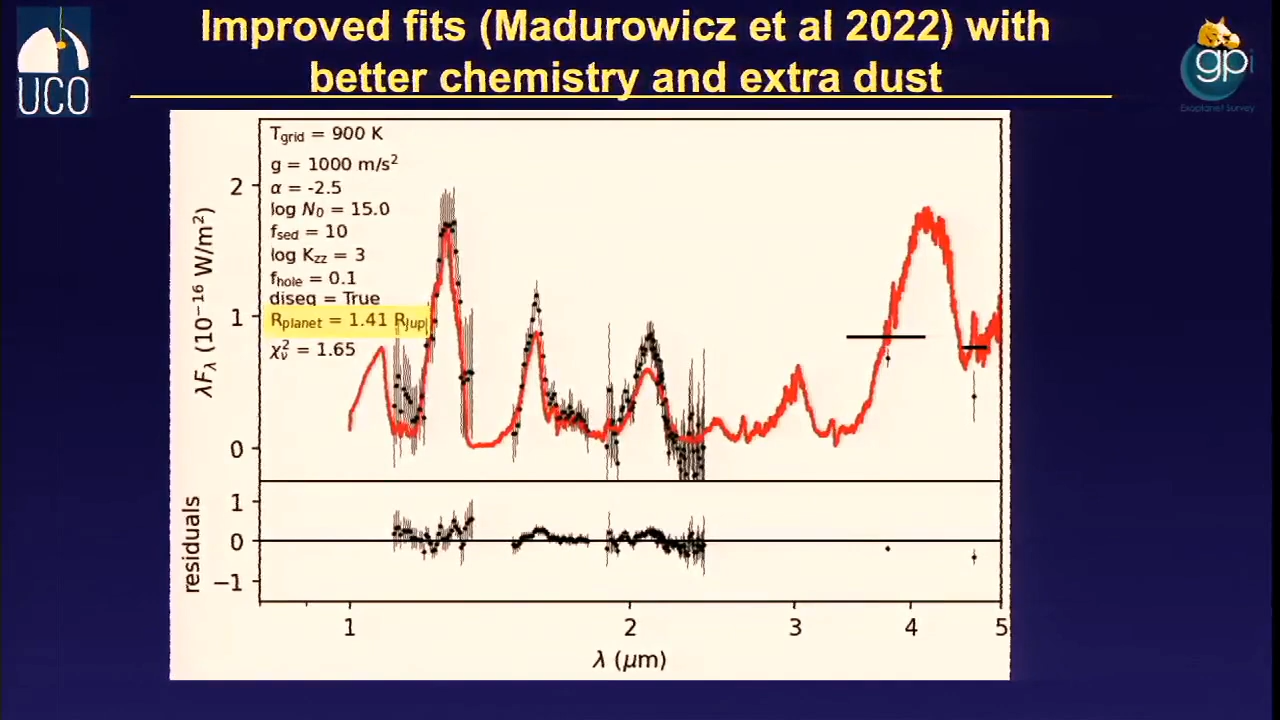 Improved fits (Madurowicz et al 2022) with
better chemistry and extra dust
UCO
gpi
Exoplanet Survey
T_grid = 900 K
g = 1000 m/s²
α = -2.5
log N₀ = 15.0
f_sed = 10
log K_zz = 3
f_hole = 0.1
diseq = True
R_planet = 1.41 R_Jup
χ²_ν = 1.65
λF_λ (10⁻¹⁶ W/m²)
2
1
0
residuals
1
0
−1
1 2 3 4 5
λ (μm)